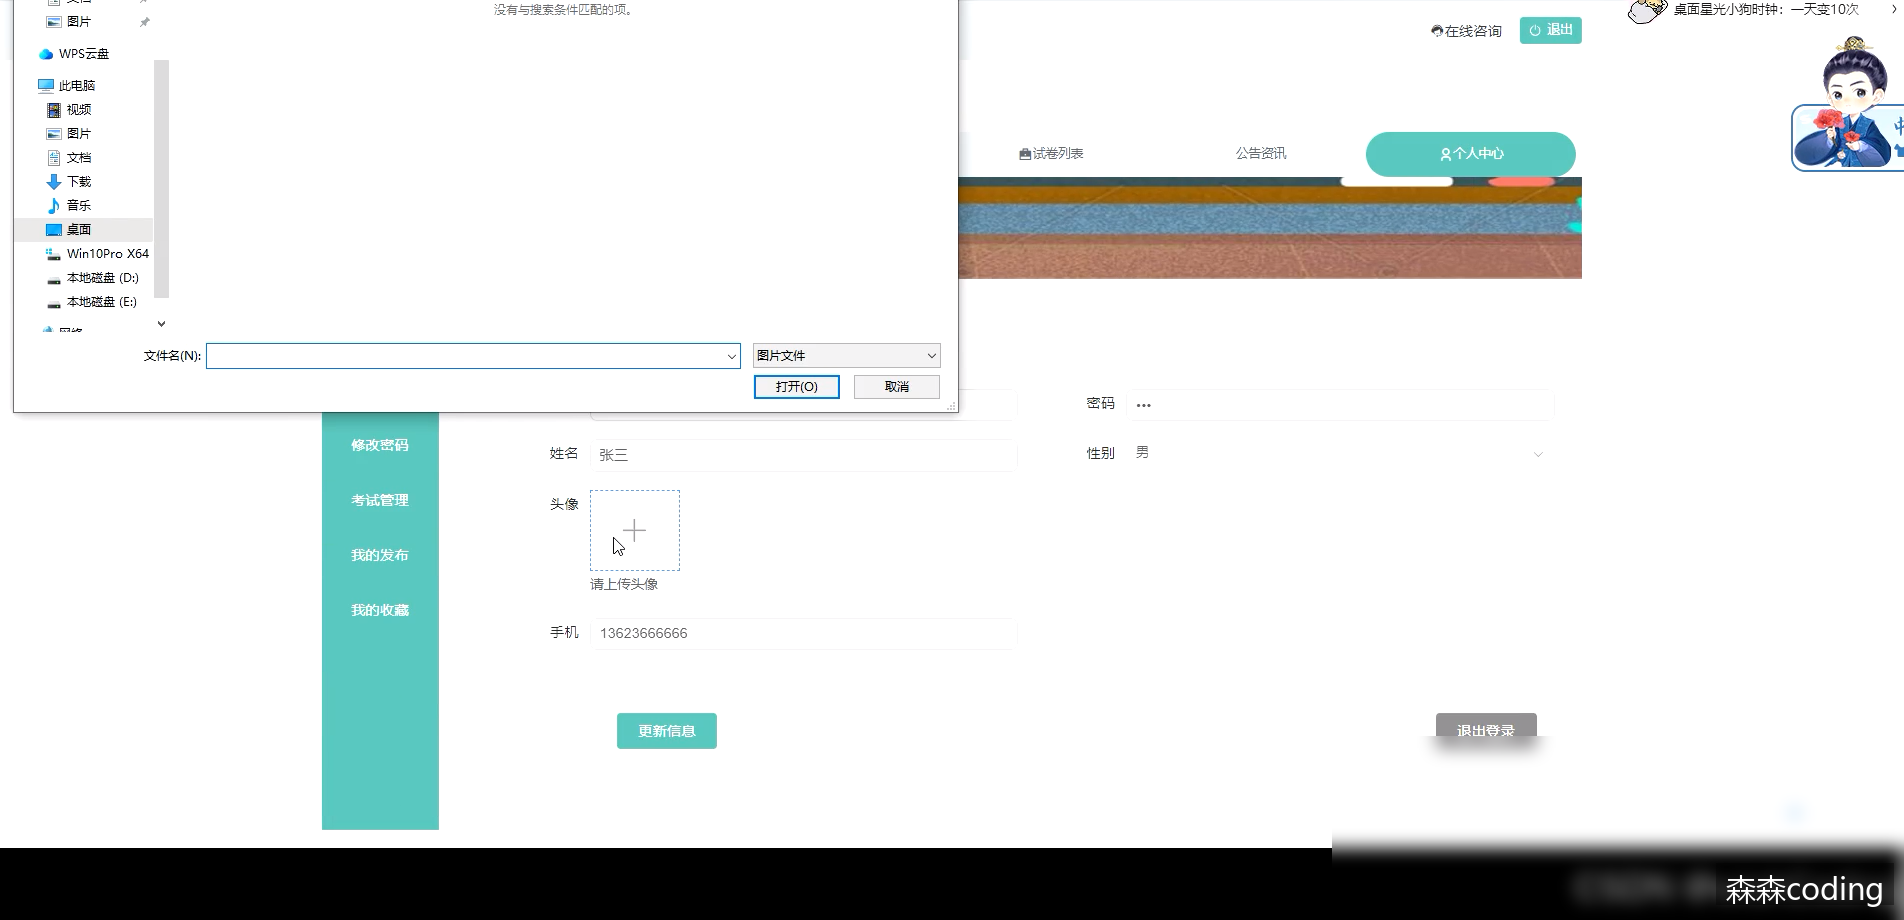 文档
没有与搜索条件匹配的项。
桌面星光小狗时钟：一天变10次
图片
在线咨询
退出
WPS云盘
此电脑
视频
图片
中
文档
试卷列表
公告资讯
个人中心
下载
音乐
桌面
Win10Pro X64
本地磁盘 (D:)
本地磁盘 (E:)
网络
文件名(N):
图片文件
打开(O)
取消
密码
•••
修改密码
姓名
张三
性别
男
考试管理
头像
我的发布
请上传头像
我的收藏
手机
13623666666
更新信息
退出登录
森森coding